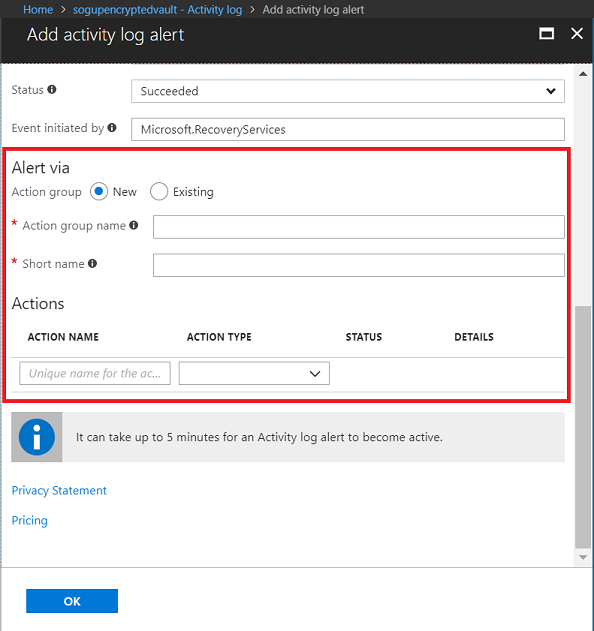 Home > sogupencryptedvault - Activity log > Add activity log alert
Add activity log alert
Status
Succeeded
Event initiated by
Microsoft.RecoveryServices
Alert via
Action group New Existing
* Action group name
* Short name
Actions
ACTION NAME ACTION TYPE STATUS DETAILS
Unique name for the ac...
It can take up to 5 minutes for an Activity log alert to become active.
Privacy Statement
Pricing
OK